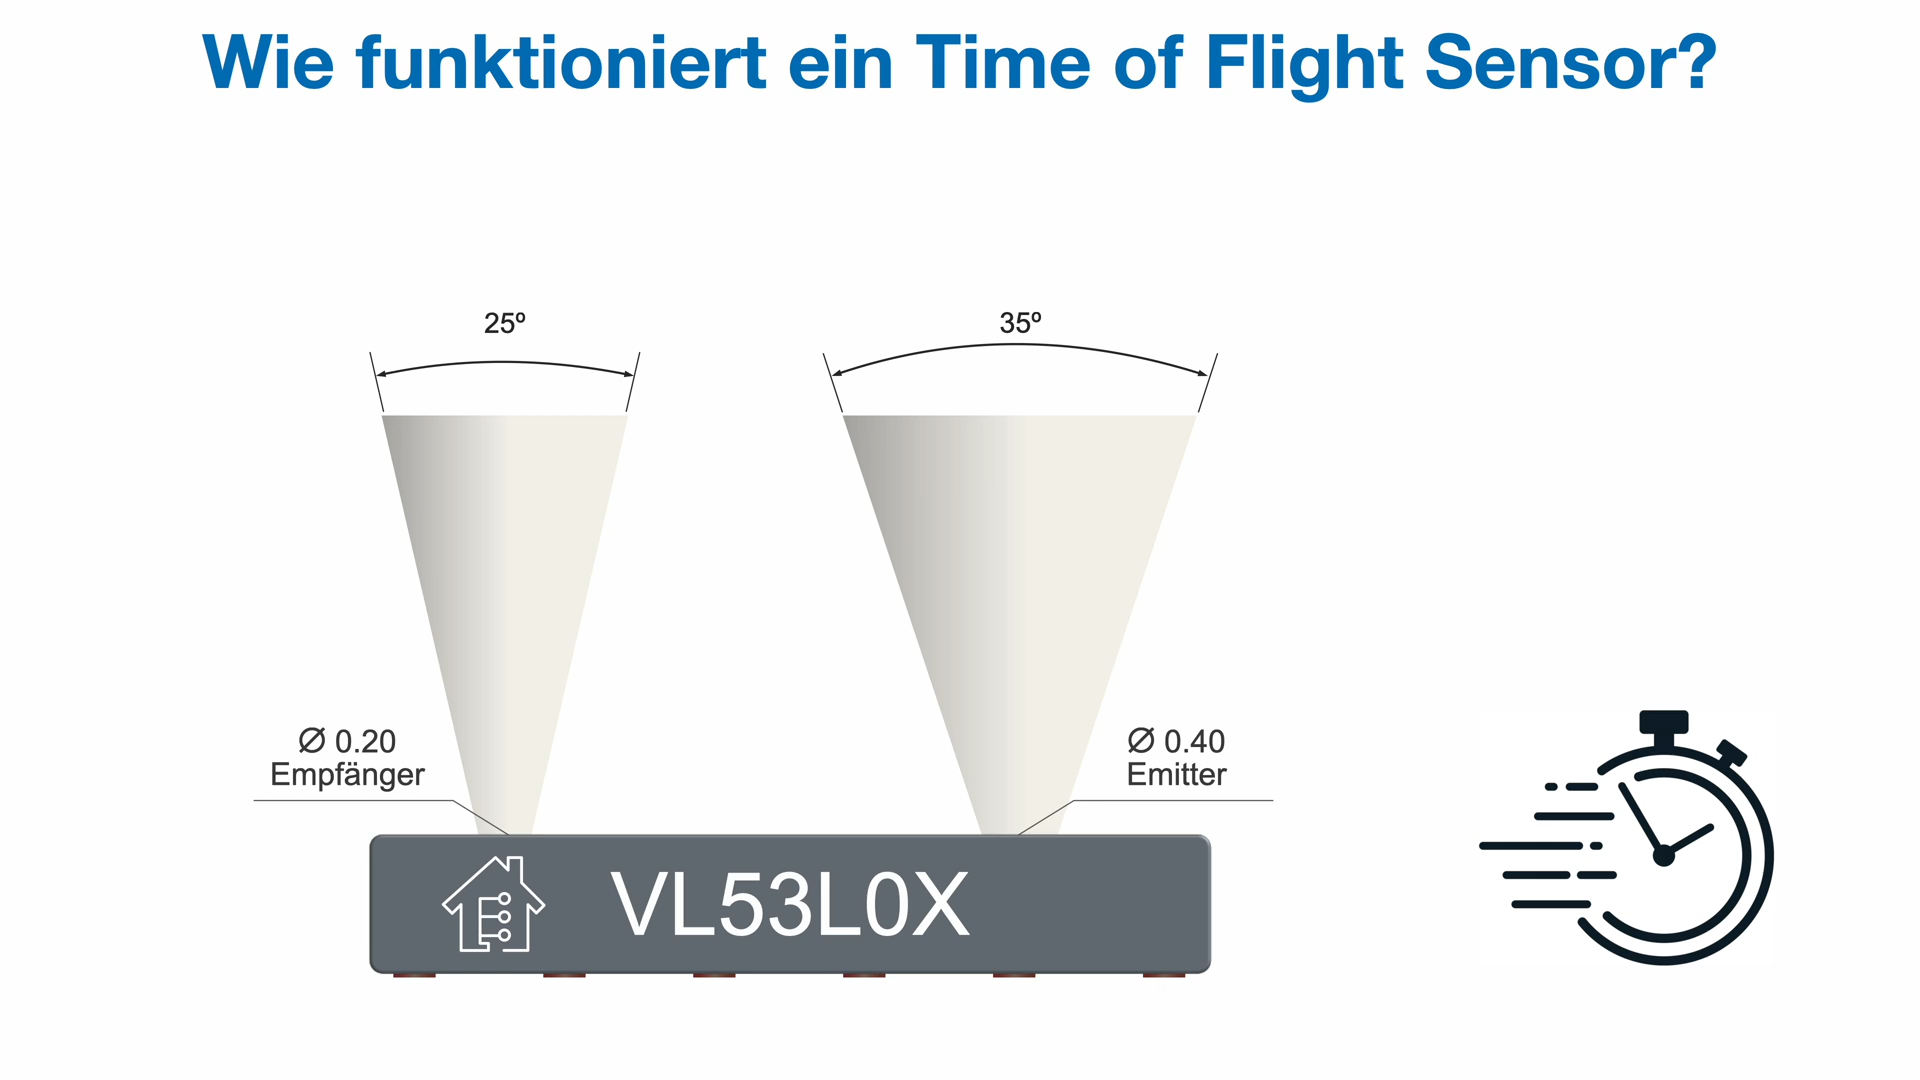 Wie funktioniert ein Time of Flight Sensor?
25º
35º
Ø 0.20
Empfänger
Ø 0.40
Emitter
VL53L0X